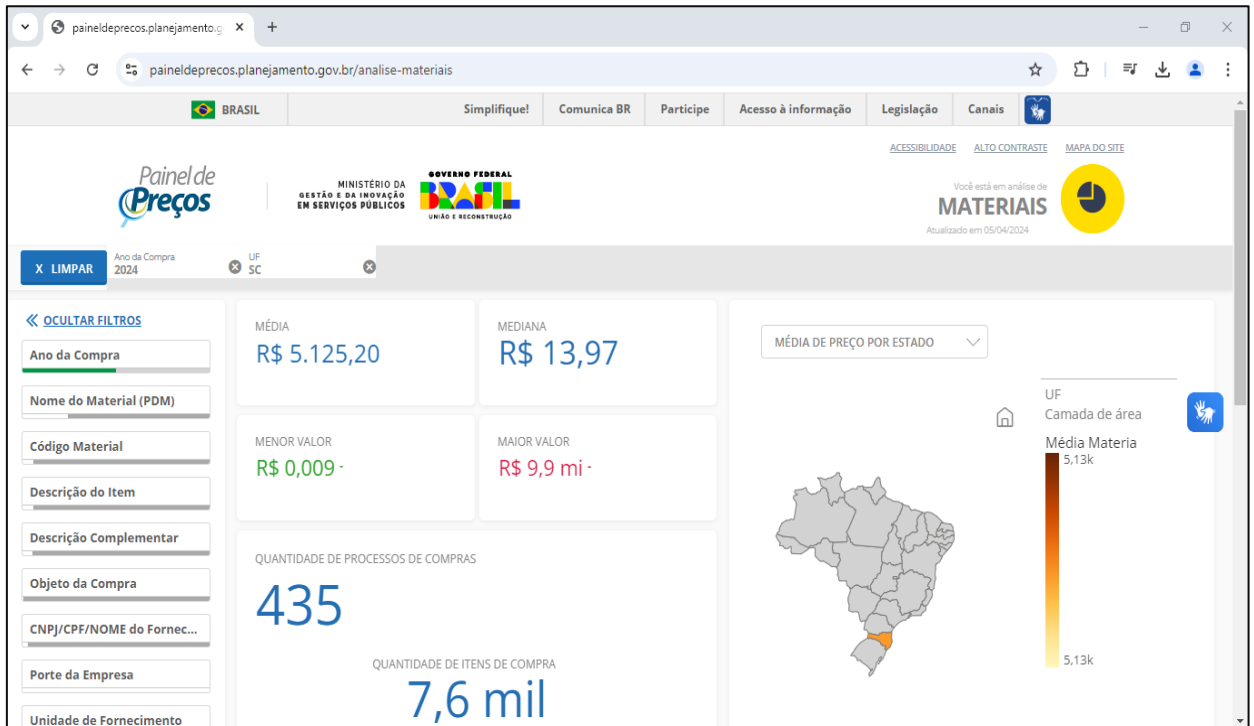 paineldeprecos.planejamento.g
paineldeprecos.planejamento.gov.br/analise-materiais
BRASIL
Simplifique!
Comunica BR
Participe
Acesso à informação
Legislação
Canais
ACESSIBILIDADE
ALTO CONTRASTE
MAPA DO SITE
Painel de
Preços
MINISTÉRIO DA
GESTÃO E DA INOVAÇÃO
EM SERVIÇOS PÚBLICOS
GOVERNO FEDERAL
BRASIL
UNIÃO E RECONSTRUÇÃO
Você está em análise de
MATERIAIS
Atualizado em 05/04/2024
X LIMPAR
Ano da Compra
2024
UF
SC
OCULTAR FILTROS
Ano da Compra
Nome do Material (PDM)
Código Material
Descrição do Item
Descrição Complementar
Objeto da Compra
CNPJ/CPF/NOME do Fornec...
Porte da Empresa
Unidade de Fornecimento
MÉDIA
R$ 5.125,20
MEDIANA
R$ 13,97
MENOR VALOR
R$ 0,009 -
MAIOR VALOR
R$ 9,9 mi -
QUANTIDADE DE PROCESSOS DE COMPRAS
435
QUANTIDADE DE ITENS DE COMPRA
7,6 mil
MÉDIA DE PREÇO POR ESTADO
UF
Camada de área
Média Materia
5,13k
5,13k